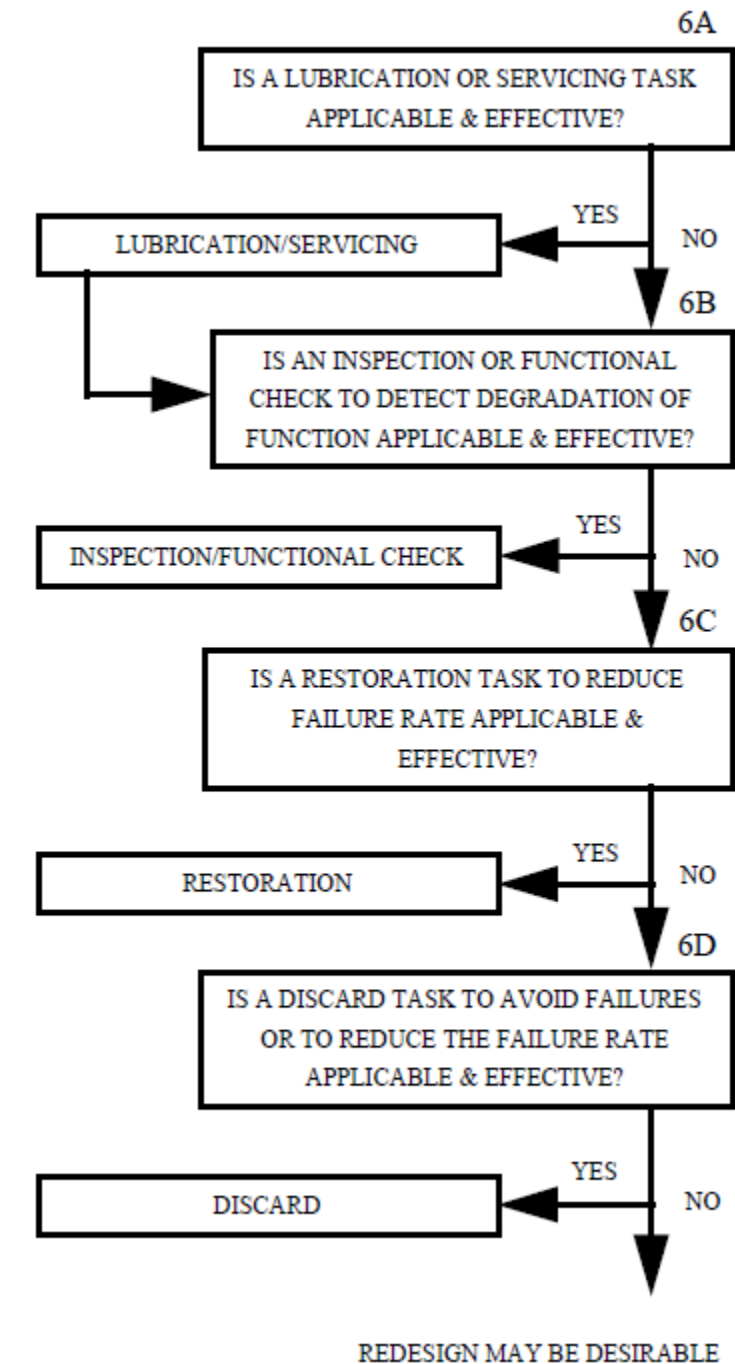 6A
IS A LUBRICATION OR SERVICING TASK
APPLICABLE & EFFECTIVE?
YES
LUBRICATION/SERVICING
NO
6B
IS AN INSPECTION OR FUNCTIONAL
CHECK TO DETECT DEGRADATION OF
FUNCTION APPLICABLE & EFFECTIVE?
YES
INSPECTION/FUNCTIONAL CHECK
NO
6C
IS A RESTORATION TASK TO REDUCE
FAILURE RATE APPLICABLE &
EFFECTIVE?
YES
RESTORATION
NO
6D
IS A DISCARD TASK TO AVOID FAILURES
OR TO REDUCE THE FAILURE RATE
APPLICABLE & EFFECTIVE?
YES
DISCARD
NO
REDESIGN MAY BE DESIRABLE